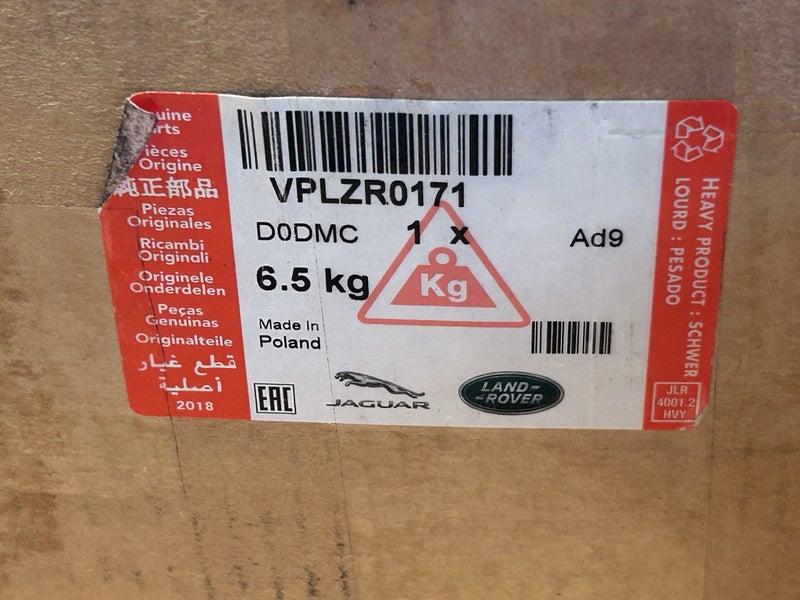 uine
arts
ièces
Origine
純正部品
Piezas
Originales
Ricambi
Originali
Originele
Onderdelen
Peças
Genuinas
Originalteile
قطع غيار
أصلية
2018
VPLZR0171
D0DMC 1 x Ad9
6.5 kg
Kg
Made In
Poland
EAC
JAGUAR
LAND-
-ROVER
HEAVY PRODUCT : SCHWER
LOURD : PESADO
JLR
4001.2
HVY